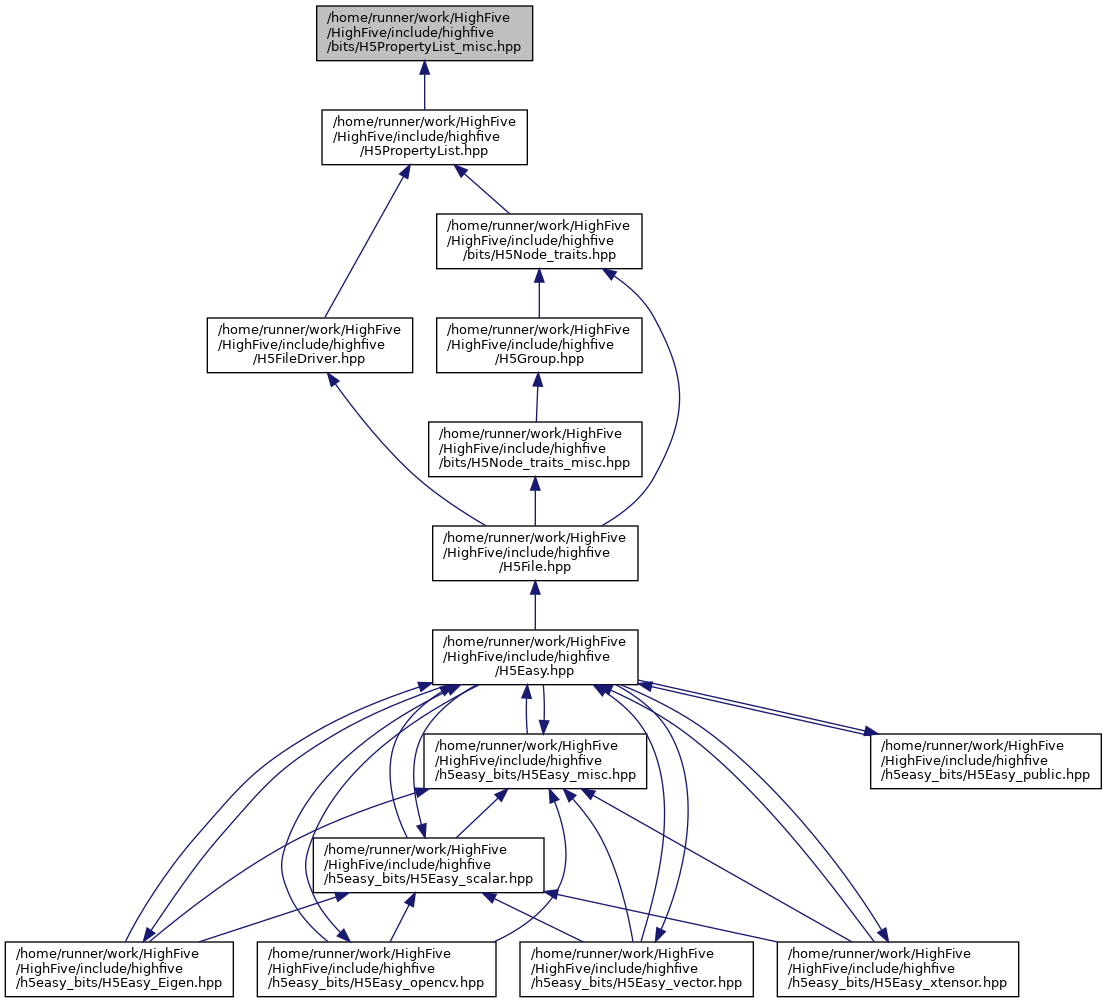 /home/runner/work/HighFive
/HighFive/include/highfive
/bits/H5PropertyList_misc.hpp
/home/runner/work/HighFive
/HighFive/include/highfive
/H5PropertyList.hpp
/home/runner/work/HighFive
/HighFive/include/highfive
/bits/H5Node_traits.hpp
/home/runner/work/HighFive
/HighFive/include/highfive
/H5FileDriver.hpp
/home/runner/work/HighFive
/HighFive/include/highfive
/H5Group.hpp
/home/runner/work/HighFive
/HighFive/include/highfive
/bits/H5Node_traits_misc.hpp
/home/runner/work/HighFive
/HighFive/include/highfive
/H5File.hpp
/home/runner/work/HighFive
/HighFive/include/highfive
/H5Easy.hpp
/home/runner/work/HighFive
/HighFive/include/highfive
/h5easy_bits/H5Easy_misc.hpp
/home/runner/work/HighFive
/HighFive/include/highfive
/h5easy_bits/H5Easy_public.hpp
/home/runner/work/HighFive
/HighFive/include/highfive
/h5easy_bits/H5Easy_scalar.hpp
/home/runner/work/HighFive
/HighFive/include/highfive
/h5easy_bits/H5Easy_Eigen.hpp
/home/runner/work/HighFive
/HighFive/include/highfive
/h5easy_bits/H5Easy_opencv.hpp
/home/runner/work/HighFive
/HighFive/include/highfive
/h5easy_bits/H5Easy_vector.hpp
/home/runner/work/HighFive
/HighFive/include/highfive
/h5easy_bits/H5Easy_xtensor.hpp